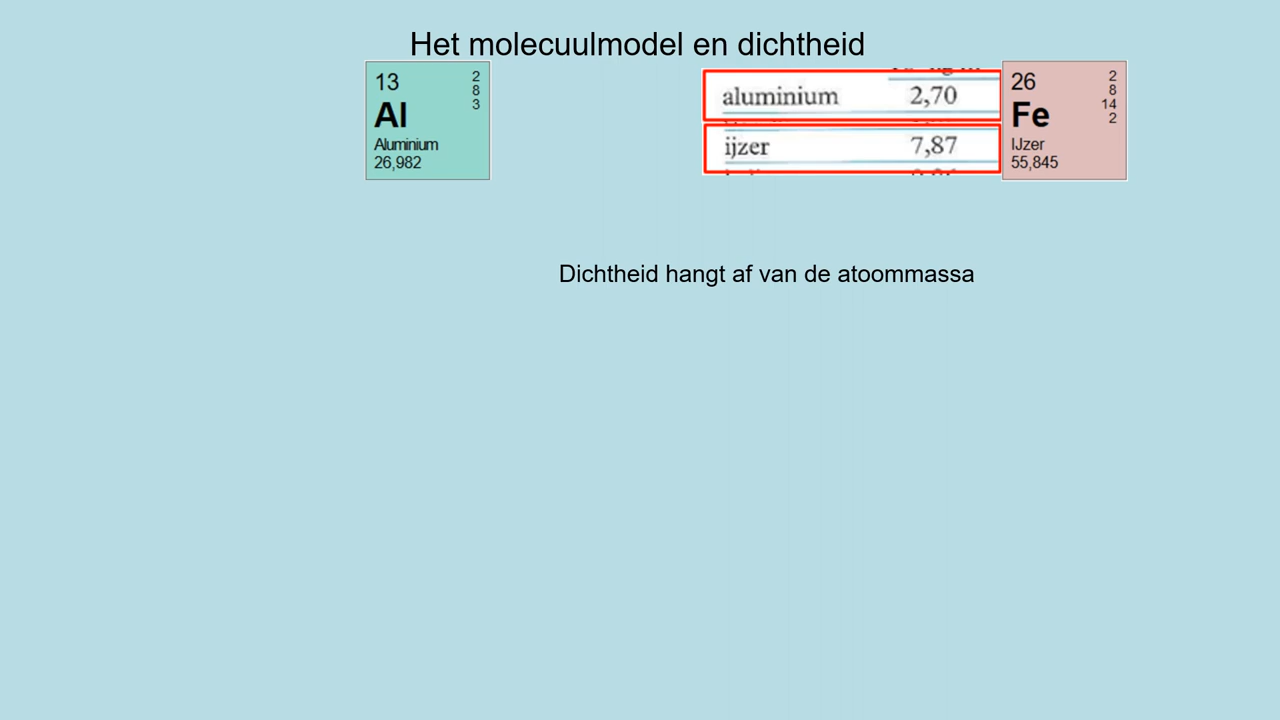 Het molecuulmodel en dichtheid
13
2
8
3
Al
Aluminium
26,982
aluminium 2,70
ijzer 7,87
26
2
8
14
2
Fe
IJzer
55,845
Dichtheid hangt af van de atoommassa